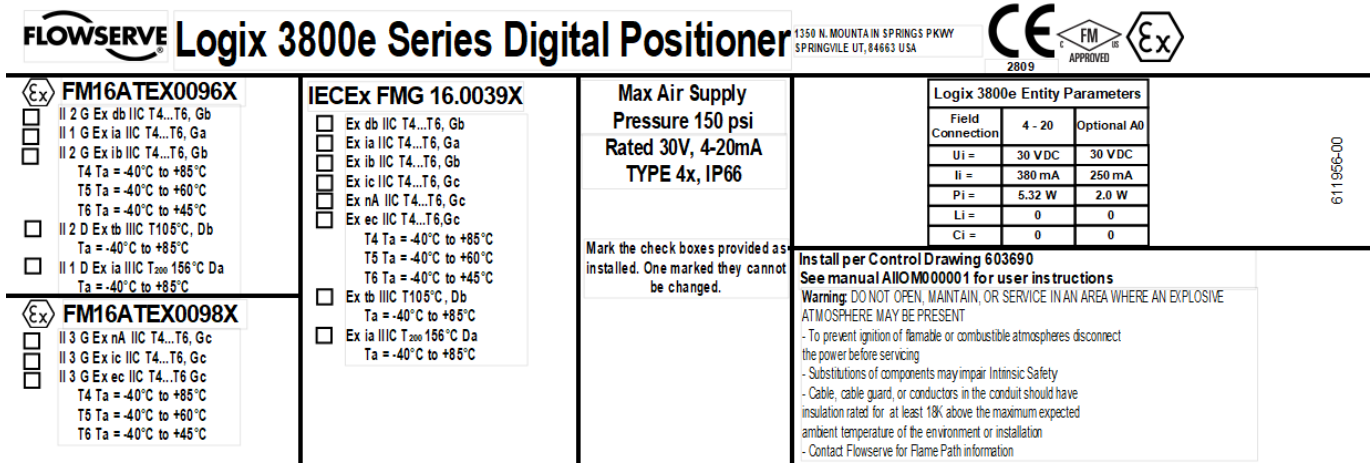 FLOWSERVE®
Logix 3800e Series Digital Positioner
1350 N. MOUNTAIN SPRINGS PKWY
SPRINGVILE UT, 84663 USA
CE
2809
C FM US
APPROVED
Ex
Ex FM16ATEX0096X
II 2 G Ex db IIC T4...T6, Gb
II 1 G Ex ia IIC T4...T6, Ga
II 2 G Ex ib IIC T4...T6, Gb
T4 Ta = -40°C to +85°C
T5 Ta = -40°C to +60°C
T6 Ta = -40°C to +45°C
II 2 D Ex tb IIIC T105°C, Db
Ta = -40°C to +85°C
II 1 D Ex ia IIIC T200 156°C Da
Ta = -40°C to +85°C
Ex FM16ATEX0098X
II 3 G Ex nA IIC T4...T6, Gc
II 3 G Ex ic IIC T4...T6, Gc
II 3 G Ex ec IIC T4...T6 Gc
T4 Ta = -40°C to +85°C
T5 Ta = -40°C to +60°C
T6 Ta = -40°C to +45°C
IECEx FMG 16.0039X
Ex db IIC T4...T6, Gb
Ex ia IIC T4...T6, Ga
Ex ib IIC T4...T6, Gb
Ex ic IIC T4...T6, Gc
Ex nA IIC T4...T6, Gc
Ex ec IIC T4...T6,Gc
T4 Ta = -40°C to +85°C
T5 Ta = -40°C to +60°C
T6 Ta = -40°C to +45°C
Ex tb IIIC T105°C, Db
Ta = -40°C to +85°C
Ex ia IIIC T200 156°C Da
Ta = -40°C to +85°C
Max Air Supply
Pressure 150 psi
Rated 30V, 4-20mA
TYPE 4x, IP66
Mark the check boxes provided as
installed. One marked they cannot
be changed.
Logix 3800e Entity Parameters
Field Connection 4 - 20 Optional A0
Ui = 30 VDC 30 VDC
Ii = 380 mA 250 mA
Pi = 5.32 W 2.0 W
Li = 0 0
Ci = 0 0
611956-00
Install per Control Drawing 603690
See manual AIIOM000001 for user instructions
Warning: DO NOT OPEN, MAINTAIN, OR SERVICE IN AN AREA WHERE AN EXPLOSIVE
ATMOSPHERE MAY BE PRESENT
- To prevent ignition of flamable or combustible atmospheres disconnect
the power before servicing
- Substitutions of components may impair Intrinsic Safety
- Cable, cable guard, or conductors in the conduit should have
insulation rated for at least 18K above the maximum expected
ambient temperature of the environment or installation
- Contact Flowserve for Flame Path information